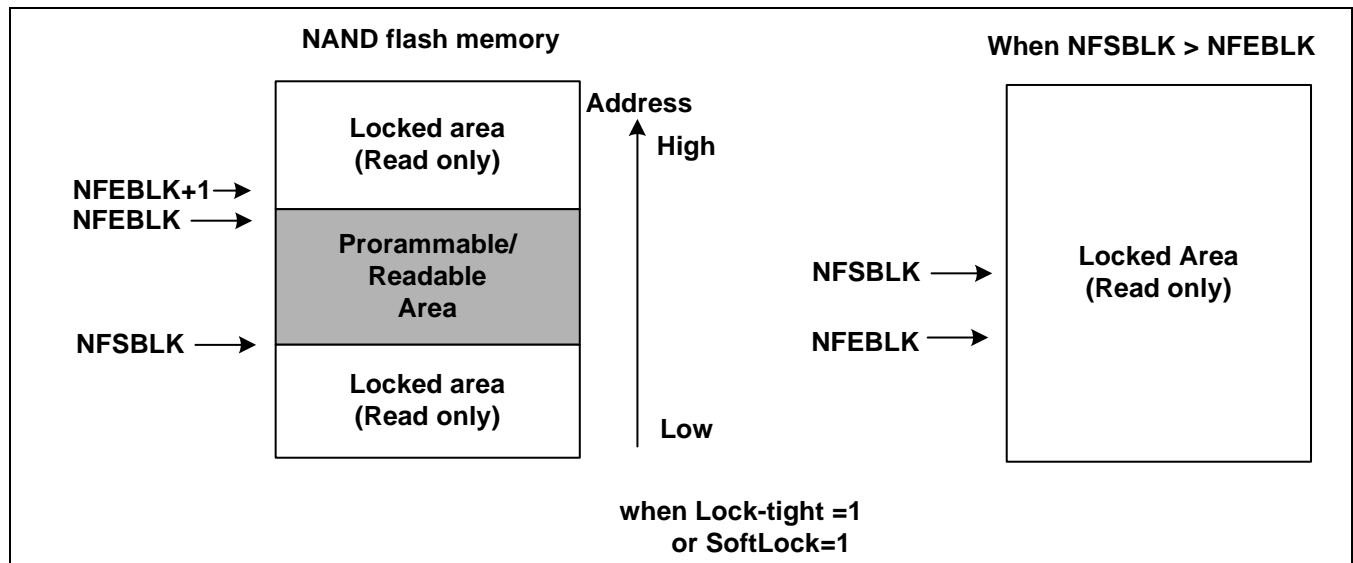 NAND flash memory
When NFSBLK > NFEBLK
Address
Locked area
(Read only)
High
NFEBLK+1
NFEBLK
Prorammable/
Readable
Area
NFSBLK
Locked area
(Read only)
Low
Locked Area
(Read only)
NFSBLK
NFEBLK
when Lock-tight =1
or SoftLock=1